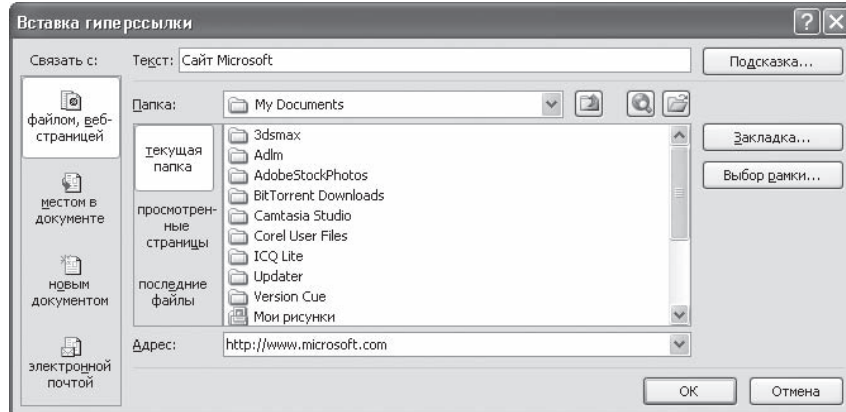 Вставка гиперссылки
Связать с:
Текст: Сайт Microsoft
Подсказка...
файлом, веб-
страницей
местом в
документе
новым
документом
электронной
почтой
Папка: My Documents
текущая
папка
просмотрен-
ные
страницы
последние
файлы
3dsmax
Adlm
AdobeStockPhotos
BitTorrent Downloads
Camtasia Studio
Corel User Files
ICQ Lite
Updater
Version Cue
Мои рисунки
Закладка...
Выбор рамки...
Адрес: http://www.microsoft.com
ОК
Отмена